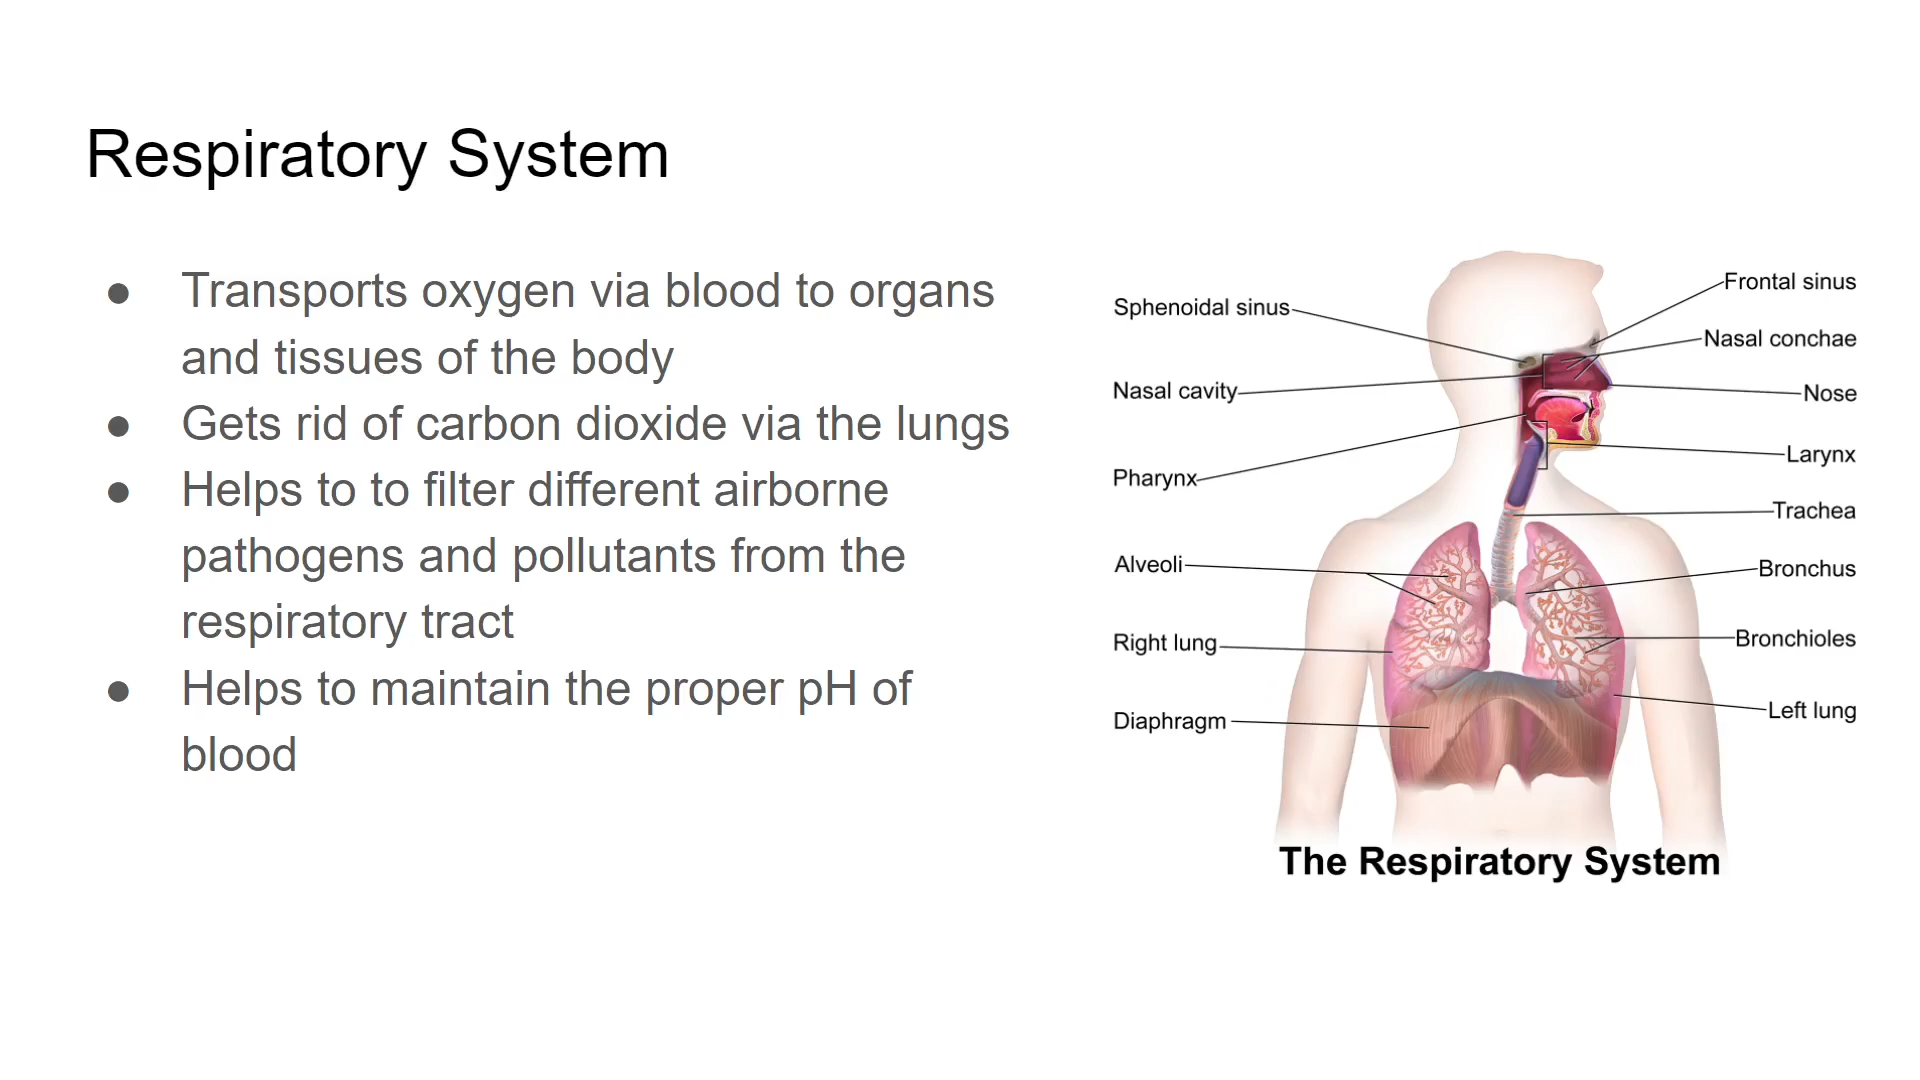 Respiratory System
● Transports oxygen via blood to organs
and tissues of the body
● Gets rid of carbon dioxide via the lungs
● Helps to to filter different airborne
pathogens and pollutants from the
respiratory tract
● Helps to maintain the proper pH of
blood
Sphenoidal sinus
Nasal cavity
Pharynx
Alveoli
Right lung
Diaphragm
Frontal sinus
Nasal conchae
Nose
Larynx
Trachea
Bronchus
Bronchioles
Left lung
The Respiratory System